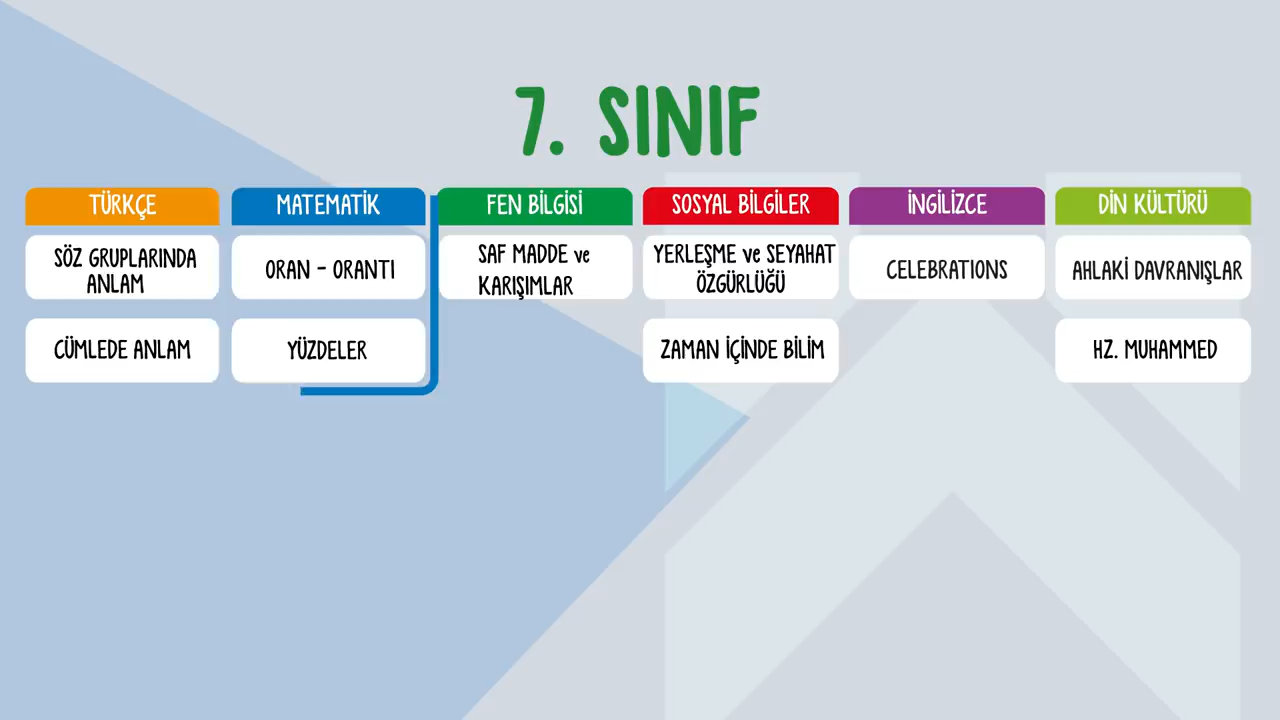 7. SINIF
TÜRKÇE
SÖZ GRUPLARINDA
ANLAM
CÜMLEDE ANLAM
MATEMATİK
ORAN - ORANTI
YÜZDELER
FEN BİLGİSİ
SAF MADDE ve
KARIŞIMLAR
SOSYAL BİLGİLER
YERLEŞME ve SEYAHAT
ÖZGÜRLÜĞÜ
ZAMAN İÇİNDE BİLİM
İNGİLİZCE
CELEBRATIONS
DİN KÜLTÜRÜ
AHLAKİ DAVRANIŞLAR
HZ. MUHAMMED